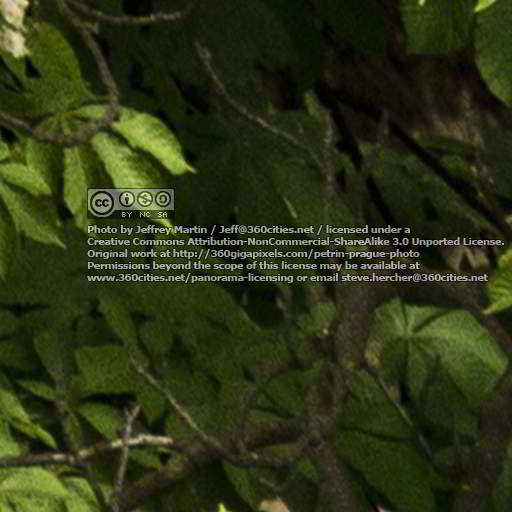 cc
BY NC SA
Photo by Jeffrey Martin / Jeff@360cities.net / licensed under a
Creative Commons Attribution-NonCommercial-ShareAlike 3.0 Unported License.
Original work at http://360gigapixels.com/petrin-prague-photo
Permissions beyond the scope of this license may be available at
www.360cities.net/panorama-licensing or email steve.hercher@360cities.net